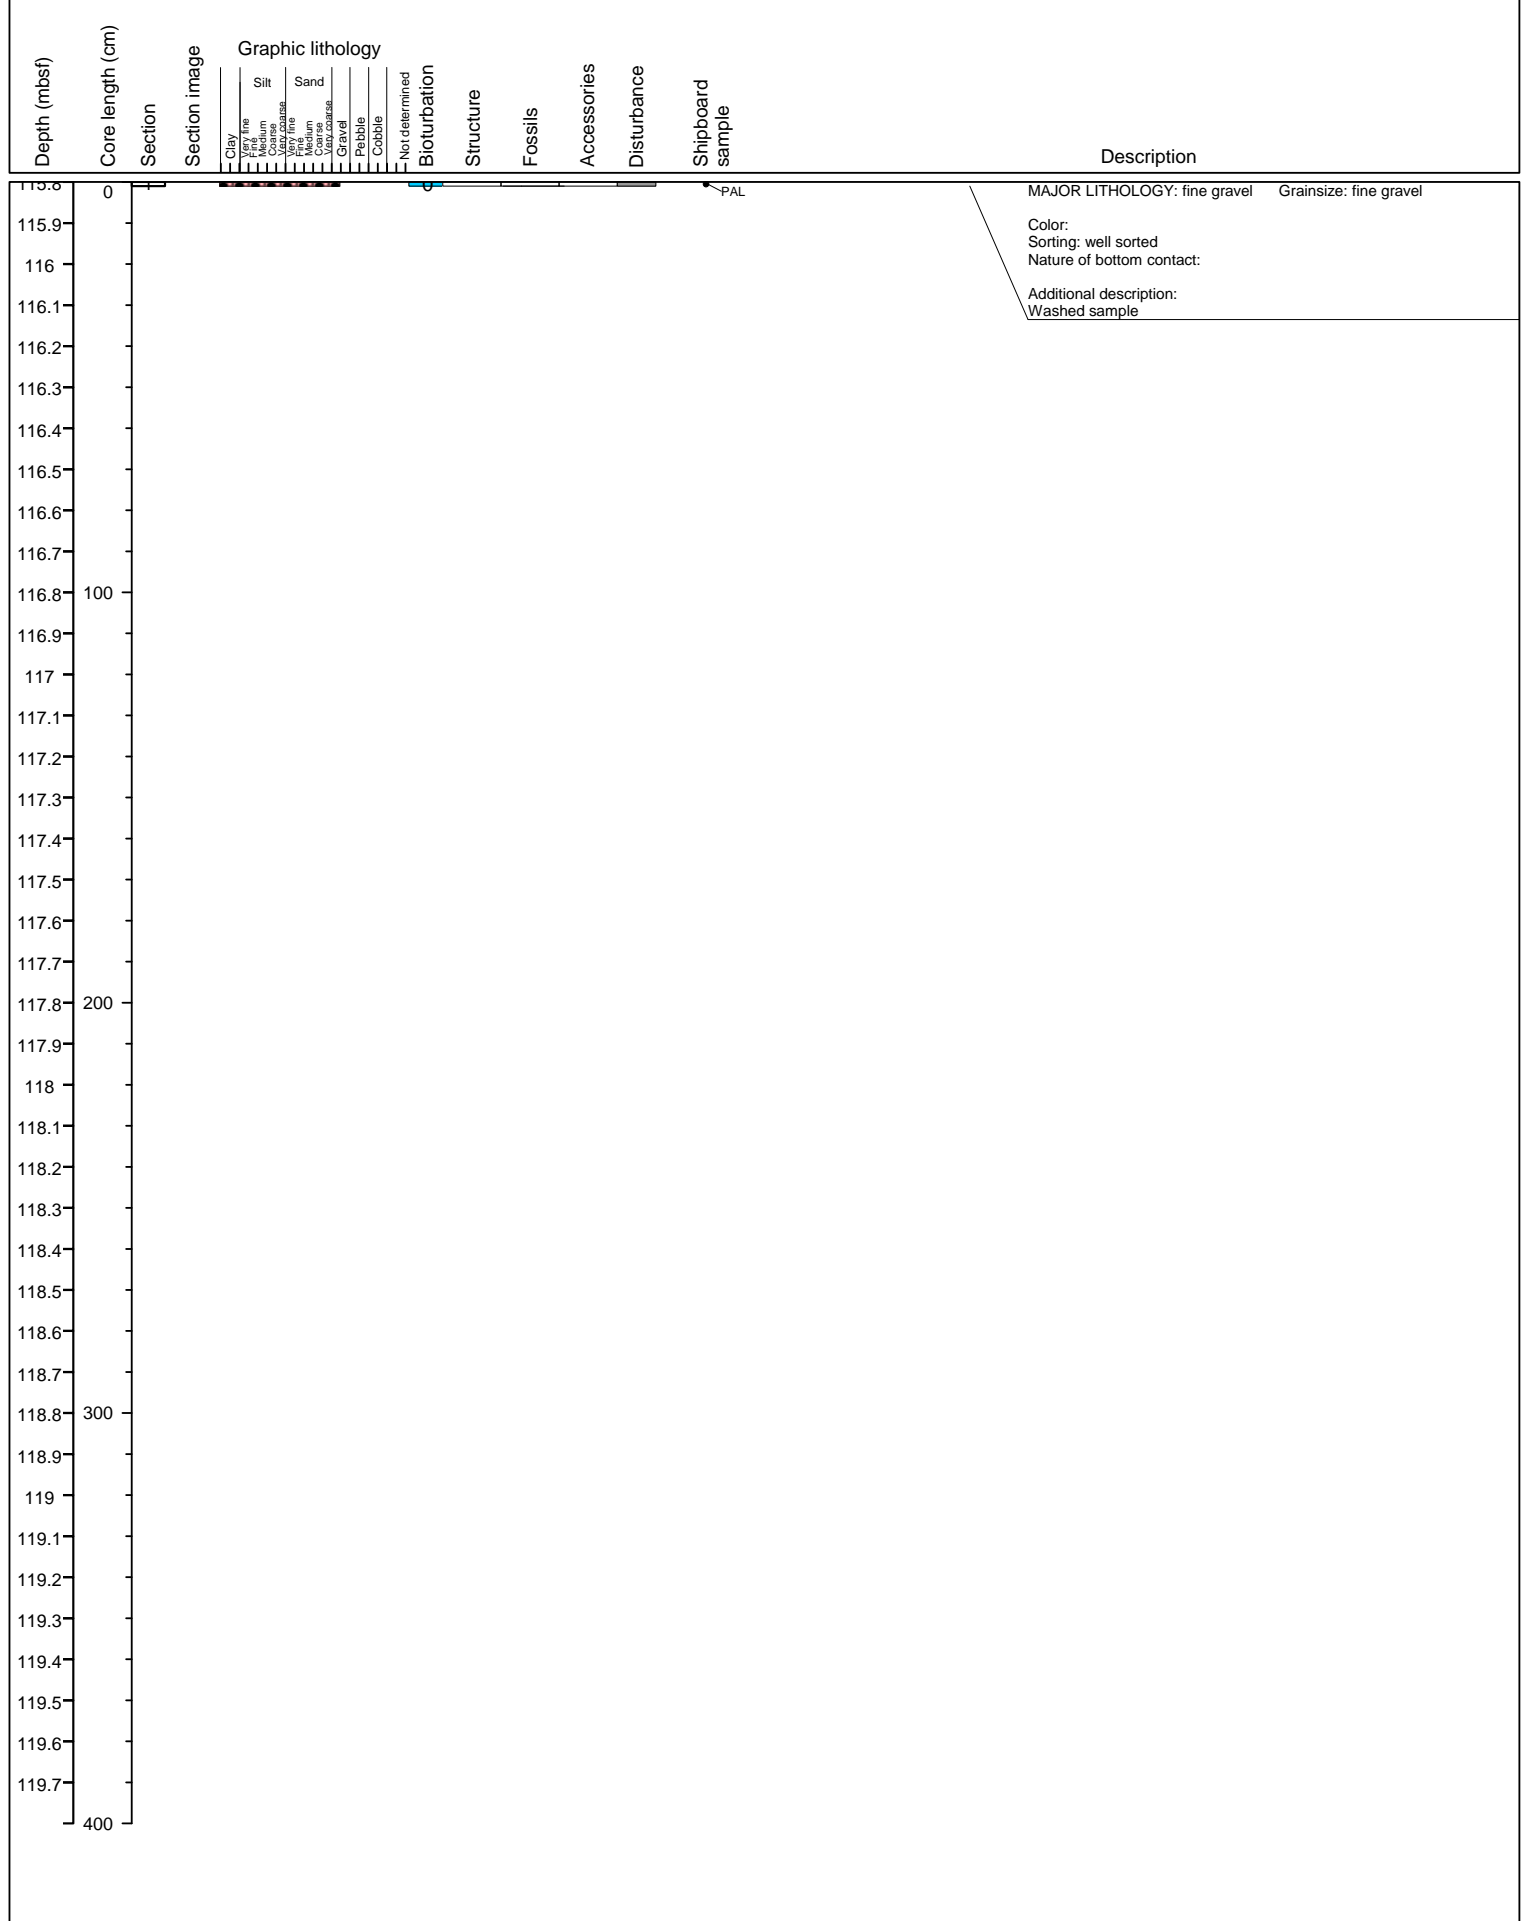 Depth (mbsf)
Core length (cm)
Section
Section image
Graphic lithology
Silt
Sand
Clay
Very fine
Fine
Medium
Coarse
Very coarse
Very fine
Fine
Medium
Coarse
Very coarse
Gravel
Pebble
Cobble
Not determined
Bioturbation
Structure
Fossils
Accessories
Disturbance
Shipboard
sample
Description
115.8
0
PAL
MAJOR LITHOLOGY: fine gravel Grainsize: fine gravel
115.9
Color:
Sorting: well sorted
116
Nature of bottom contact:
Additional description:
116.1
Washed sample
116.2
116.3
116.4
116.5
116.6
116.7
116.8 100
116.9
117
117.1
117.2
117.3
117.4
117.5
117.6
117.7
117.8 200
117.9
118
118.1
118.2
118.3
118.4
118.5
118.6
118.7
118.8 300
118.9
119
119.1
119.2
119.3
119.4
119.5
119.6
119.7
400